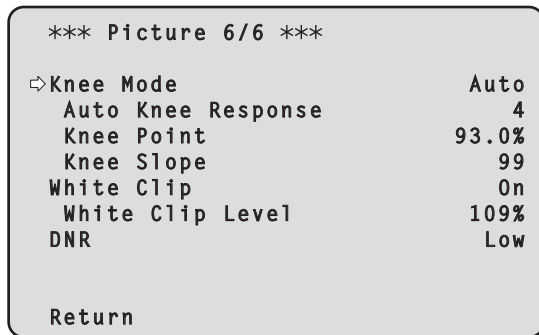 *** Picture 6/6 ***
⇨Knee Mode Auto
Auto Knee Response 4
Knee Point 93.0%
Knee Slope 99
White Clip On
White Clip Level 109%
DNR Low
Return